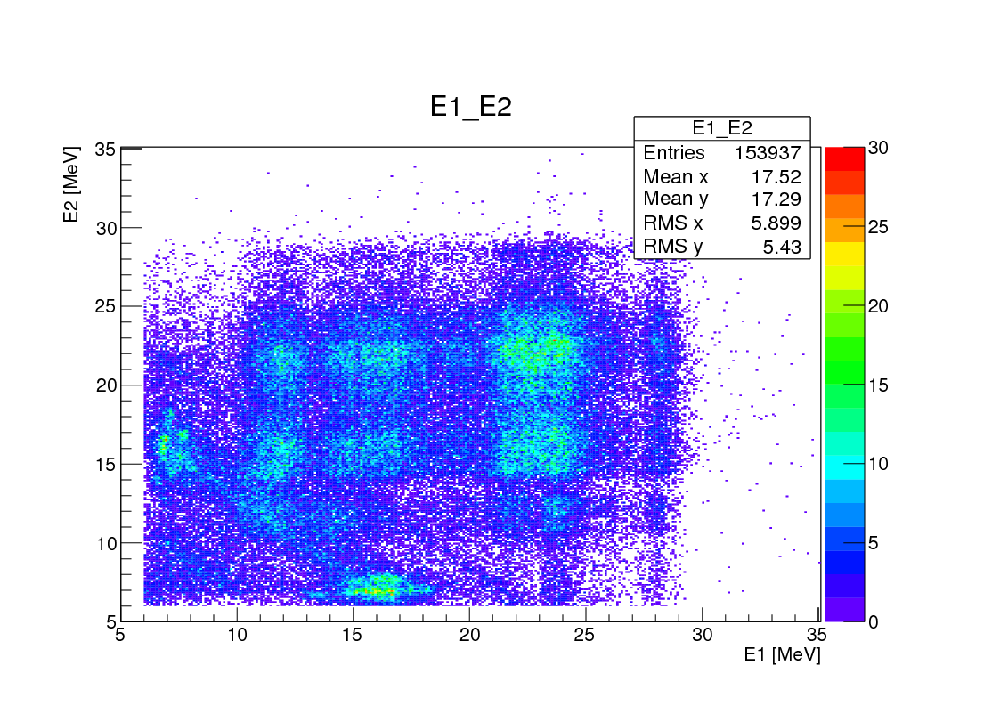 E1_E2
E1_E2
Entries 153937
Mean x 17.52
Mean y 17.29
RMS x 5.899
RMS y 5.43
E2 [MeV]
35
30
25
20
15
10
5
5 10 15 20 25 30 35
E1 [MeV]
30
25
20
15
10
5
0